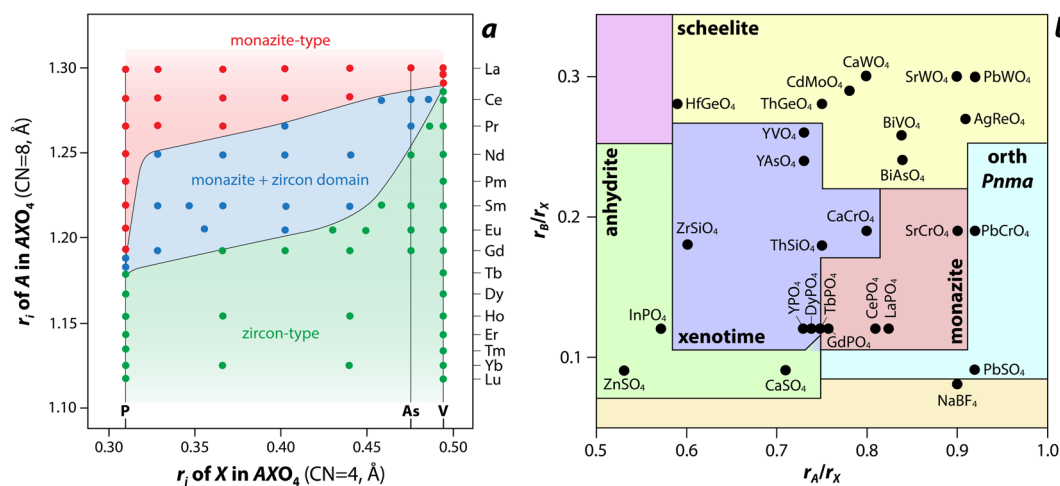 a
monazite-type
1.30
1.25
1.20
1.15
1.10
La
Ce
Pr
Nd
Pm
Sm
Eu
Gd
Tb
Dy
Ho
Er
Tm
Yb
Lu
monazite + zircon domain
zircon-type
P
As
V
0.30
0.35
0.40
0.45
0.50
rᵢ of A in AXO₄ (CN=8, Å)
rᵢ of X in AXO₄ (CN=4, Å)
scheelite
CaWO₄
CdMoO₄
SrWO₄
PbWO₄
HfGeO₄
ThGeO₄
AgReO₄
YVO₄
BiVO₄
YAsO₄
BiAsO₄
orth
Pnma
anhydrite
CaCrO₄
ZrSiO₄
ThSiO₄
SrCrO₄
PbCrO₄
YPO₄
DyPO₄
TbPO₄
CePO₄
LaPO₄
InPO₄
GdPO₄
xenotime
monazite
ZnSO₄
CaSO₄
PbSO₄
NaBF₄
0.3
0.2
0.1
0.5
0.6
0.7
0.8
0.9
1.0
r_B/r_X
r_A/r_X